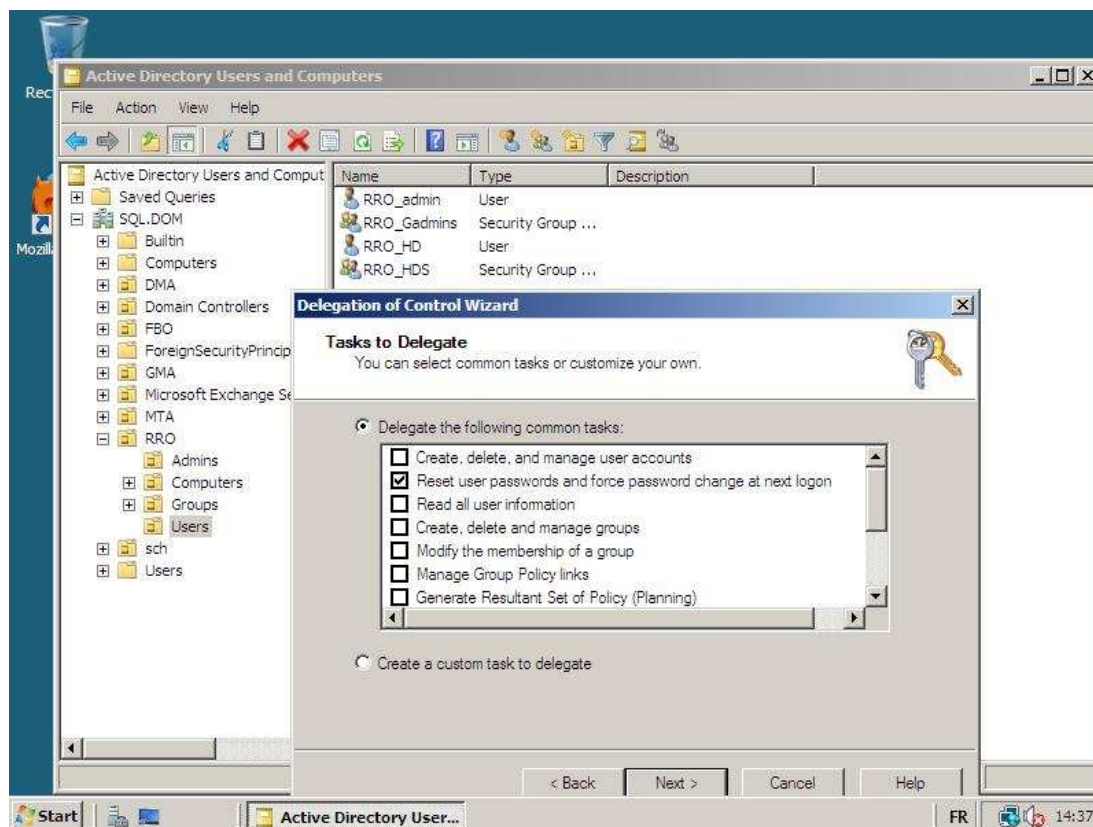 Rec
Mozill
Active Directory Users and Computers
File Action View Help
Active Directory Users and Comput
Saved Queries
SQL.DOM
Builtin
Computers
DMA
Domain Controllers
FBO
ForeignSecurityPrincip
GMA
Microsoft Exchange Se
MTA
RRO
Admins
Computers
Groups
Users
sch
Users
Name Type Description
RRO_admin User
RRO_Gadmins Security Group ...
RRO_HD User
RRO_HDS Security Group ...
Delegation of Control Wizard
Tasks to Delegate
You can select common tasks or customize your own.
Delegate the following common tasks:
Create, delete, and manage user accounts
Reset user passwords and force password change at next logon
Read all user information
Create, delete and manage groups
Modify the membership of a group
Manage Group Policy links
Generate Resultant Set of Policy (Planning)
Create a custom task to delegate
< Back Next > Cancel Help
Start Active Directory User... FR 14:37